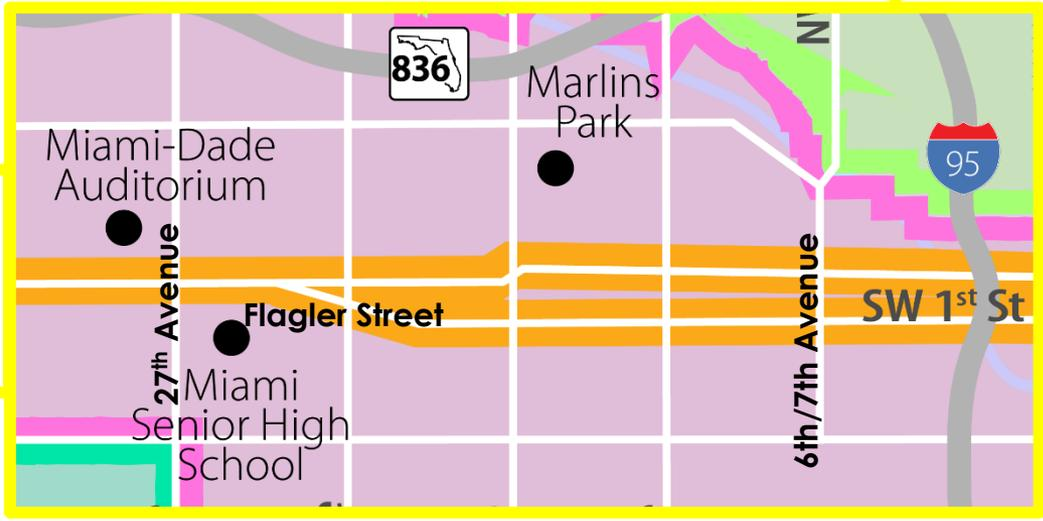 N
836
Marlins
Park
Miami-Dade
Auditorium
95
27th Avenue
Flagler Street
6th/7th Avenue
SW 1st St
Miami
Senior High
School